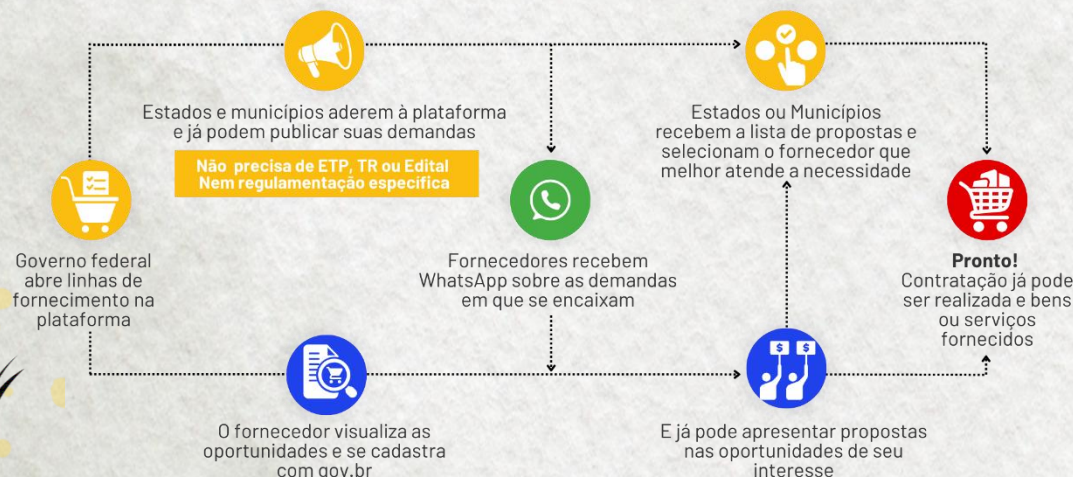 Estados e municípios aderem à plataforma
e já podem publicar suas demandas
Não precisa de ETP, TR ou Edital
Nem regulamentação específica
Estados ou Municípios
recebem a lista de propostas e
selecionam o fornecedor que
melhor atende a necessidade
Governo federal
abre linhas de
fornecimento na
plataforma
Fornecedores recebem
WhatsApp sobre as demandas
em que se encaixam
Pronto!
Contratação já pode
ser realizada e bens
ou serviços
fornecidos
O fornecedor visualiza as
oportunidades e se cadastra
com gov.br
$ $
E já pode apresentar propostas
nas oportunidades de seu
interesse